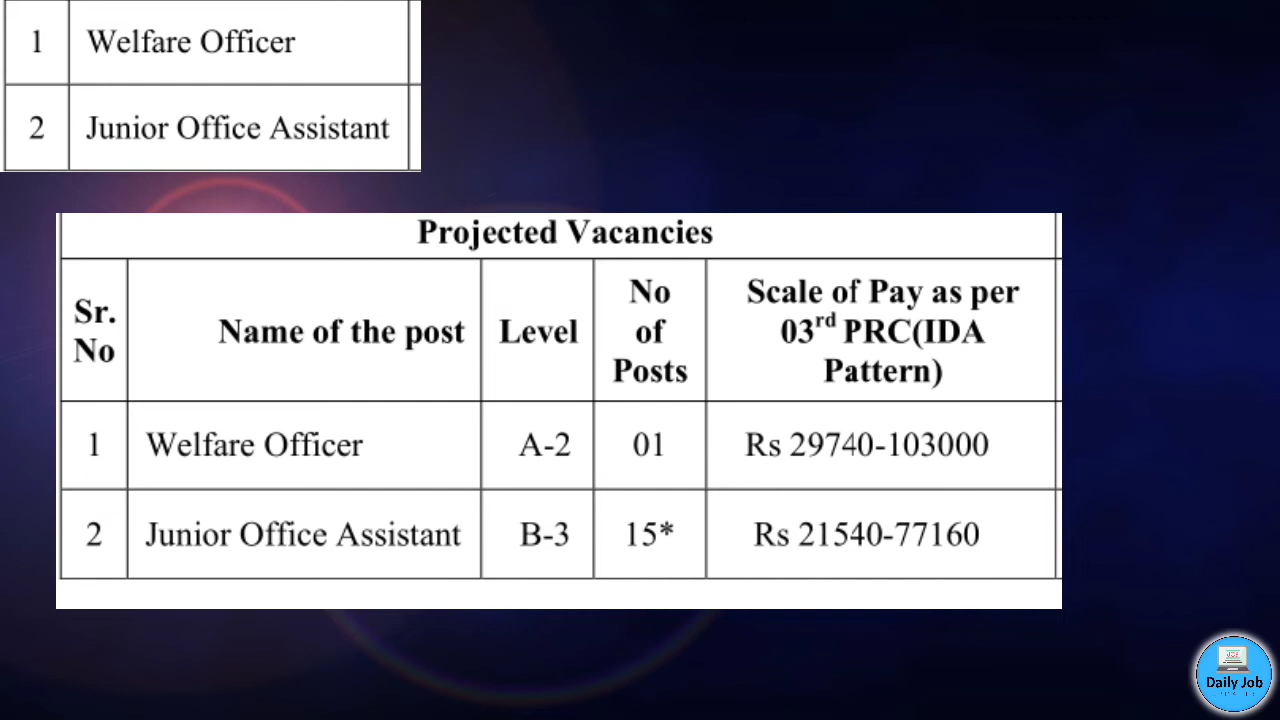 1 Welfare Officer
2 Junior Office Assistant
Projected Vacancies
Sr. No Name of the post Level No of Posts Scale of Pay as per 03rd PRC(IDA Pattern)
1 Welfare Officer A-2 01 Rs 29740-103000
2 Junior Office Assistant B-3 15* Rs 21540-77160
JOB
Daily Job